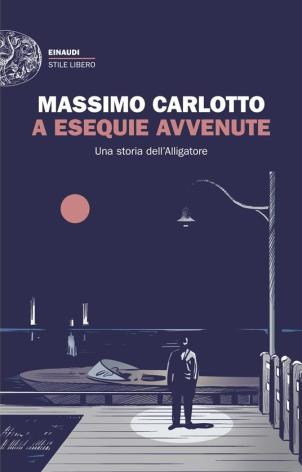 EINAUDI
STILE LIBERO
MASSIMO CARLOTTO
A ESEQUIE AVVENUTE
Una storia dell'Alligatore